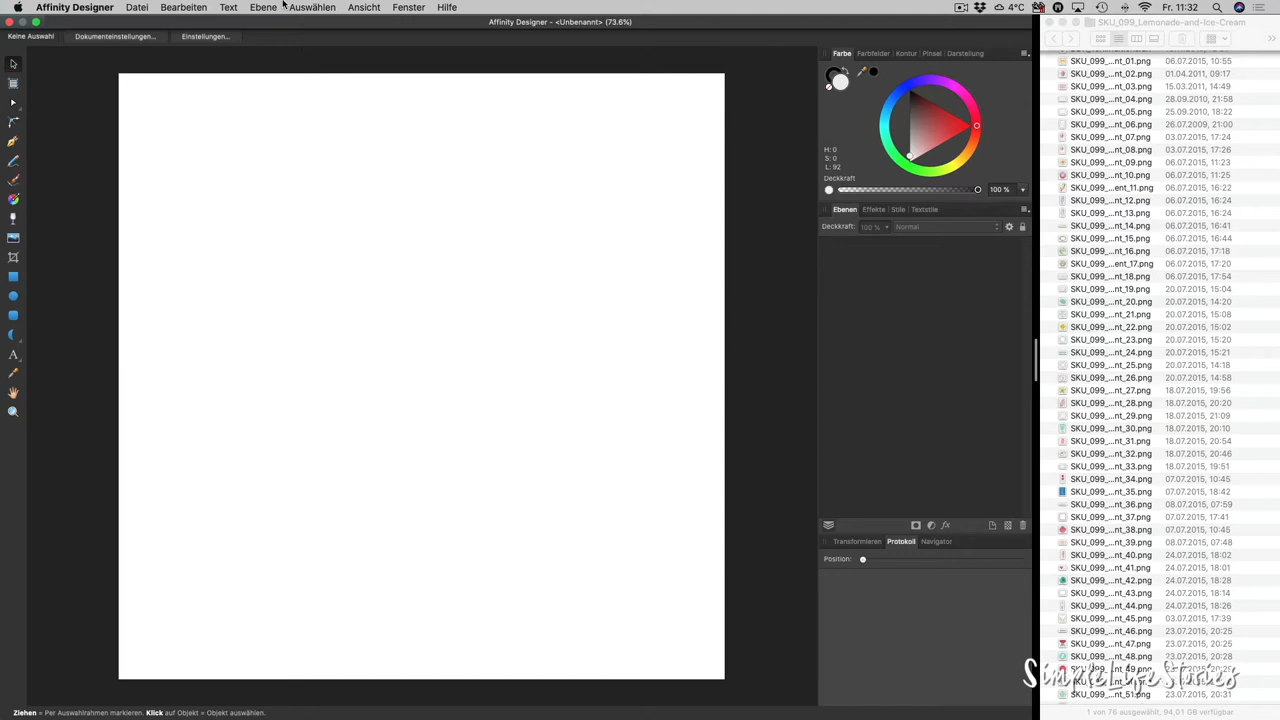 Affinity Designer Datei Bearbeiten Text Ebene Auswählen Ansicht Fenster Hilfe 4°C Fr. 11:32
Affinity Designer - <Unbenannt> (73.6%)
SKU_099_Lemonade-and-Ice-Cream
Keine Auswahl Dokumenteinstellungen... Einstellungen...
Farbe Farbfelder Kontur Pinsel Darstellung
H: 0
S: 0
L: 92
Deckkraft
100 %
Ebenen Effekte Stile Textstile
Deckkraft: 100 % Normal
Transformieren Protokoll Navigator
Position:
SKU_099_...nt_01.png 06.07.2015, 10:55
SKU_099_...nt_02.png 01.04.2011, 09:17
SKU_099_...nt_03.png 15.03.2011, 14:49
SKU_099_...nt_04.png 28.09.2010, 21:58
SKU_099_...nt_05.png 25.09.2010, 18:22
SKU_099_...nt_06.png 26.07.2009, 21:00
SKU_099_...nt_07.png 03.07.2015, 17:24
SKU_099_...nt_08.png 03.07.2015, 17:26
SKU_099_...nt_09.png 06.07.2015, 11:23
SKU_099_...nt_10.png 06.07.2015, 11:25
SKU_099_...ent_11.png 06.07.2015, 16:22
SKU_099_...nt_12.png 06.07.2015, 16:24
SKU_099_...nt_13.png 06.07.2015, 16:24
SKU_099_...nt_14.png 06.07.2015, 16:41
SKU_099_...nt_15.png 06.07.2015, 16:44
SKU_099_...nt_16.png 06.07.2015, 17:18
SKU_099_...ent_17.png 06.07.2015, 17:20
SKU_099_...nt_18.png 06.07.2015, 17:54
SKU_099_...nt_19.png 20.07.2015, 15:04
SKU_099_...nt_20.png 20.07.2015, 14:20
SKU_099_...nt_21.png 20.07.2015, 15:08
SKU_099_...nt_22.png 20.07.2015, 15:02
SKU_099_...nt_23.png 20.07.2015, 15:20
SKU_099_...nt_24.png 20.07.2015, 15:21
SKU_099_...nt_25.png 20.07.2015, 14:18
SKU_099_...nt_26.png 20.07.2015, 14:58
SKU_099_...nt_27.png 18.07.2015, 19:56
SKU_099_...nt_28.png 18.07.2015, 20:20
SKU_099_...nt_29.png 18.07.2015, 21:09
SKU_099_...nt_30.png 18.07.2015, 20:10
SKU_099_...nt_31.png 18.07.2015, 20:54
SKU_099_...nt_32.png 18.07.2015, 20:46
SKU_099_...nt_33.png 18.07.2015, 19:51
SKU_099_...nt_34.png 07.07.2015, 10:45
SKU_099_...nt_35.png 07.07.2015, 18:42
SKU_099_...nt_36.png 08.07.2015, 07:59
SKU_099_...nt_37.png 07.07.2015, 17:41
SKU_099_...nt_38.png 07.07.2015, 10:45
SKU_099_...nt_39.png 08.07.2015, 07:48
SKU_099_...nt_40.png 24.07.2015, 18:02
SKU_099_...nt_41.png 24.07.2015, 18:01
SKU_099_...nt_42.png 24.07.2015, 18:28
SKU_099_...nt_43.png 24.07.2015, 18:14
SKU_099_...nt_44.png 24.07.2015, 18:26
SKU_099_...nt_45.png 03.07.2015, 17:39
SKU_099_...nt_46.png 23.07.2015, 20:25
SKU_099_...nt_47.png 23.07.2015, 20:25
SKU_099_...nt_48.png 23.07.2015, 20:28
SimpleLifeStories
SKU_099_...nt_51.png 23.07.2015, 20:31
1 von 76 ausgewählt, 94,01 GB verfügbar
Ziehen = Per Auswahlrahmen markieren. Klick auf Objekt = Objekt auswählen.